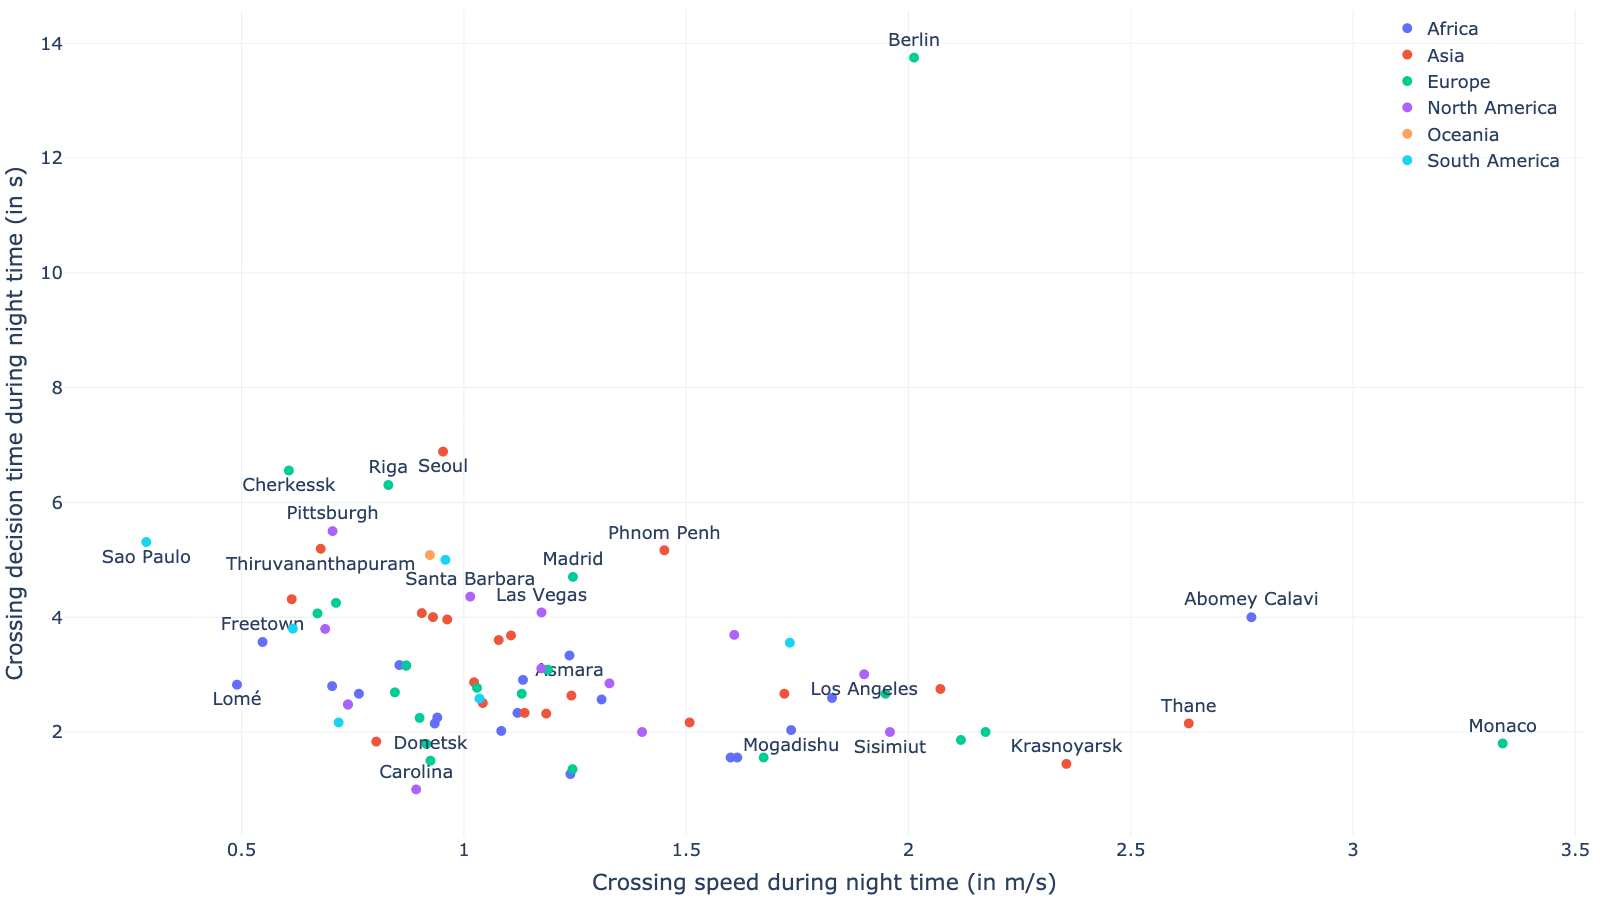 Berlin
Africa
Asia
Europe
North America
Oceania
South America
14
12
10
8
6
4
2
Crossing decision time during night time (in s)
Riga
Seoul
Cherkessk
Pittsburgh
Phnom Penh
Sao Paulo
Thiruvananthapuram
Madrid
Santa Barbara
Las Vegas
Abomey Calavi
Freetown
Asmara
Los Angeles
Lomé
Thane
Monaco
Donetsk
Mogadishu
Sisimiut
Krasnoyarsk
Carolina
0.5
1
1.5
2
2.5
3
3.5
Crossing speed during night time (in m/s)